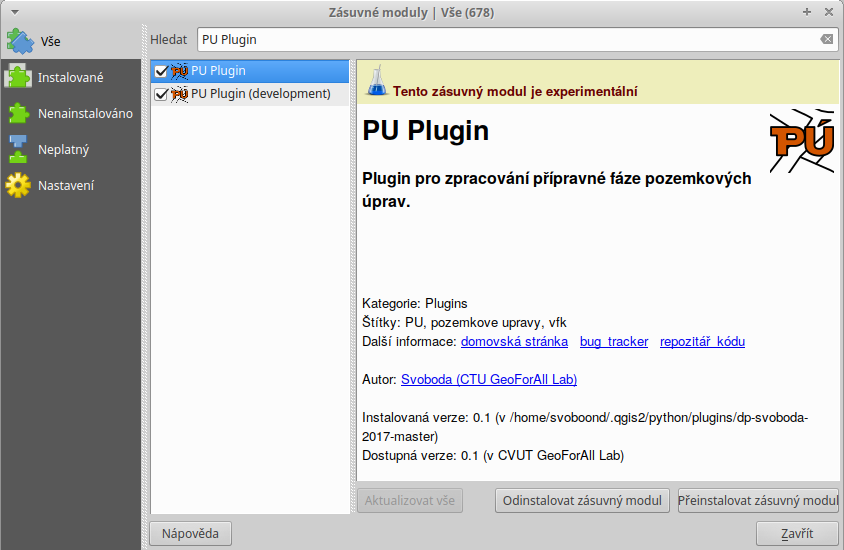 Zásuvné moduly | Vše (678)
Vše
Instalované
Nenainstalováno
Neplatný
Nastavení
Hledat PU Plugin
PU Plugin
PU Plugin (development)
Tento zásuvný modul je experimentální
PU Plugin
PÚ
Plugin pro zpracování přípravné fáze pozemkových
úprav.
Kategorie: Plugins
Štítky: PU, pozemkove upravy, vfk
Další informace: domovská stránka bug_tracker repozitář_kódu
Autor: Svoboda (CTU GeoForAll Lab)
Instalovaná verze: 0.1 (v /home/svoboond/.qgis2/python/plugins/dp-svoboda-
2017-master)
Dostupná verze: 0.1 (v CVUT GeoForAll Lab)
Aktualizovat vše
Odinstalovat zásuvný modul
Přeinstalovat zásuvný modul
Nápověda
Zavřít